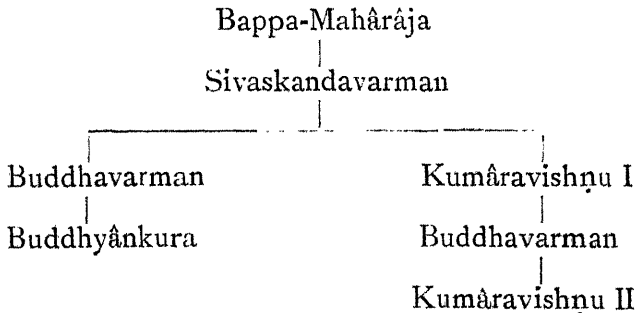 Bappa-Mahârâja
Sivaskandavarman
Buddhavarman Kumâravishṇu I
Buddhyânkura Buddhavarman
Kumâravishṇu II